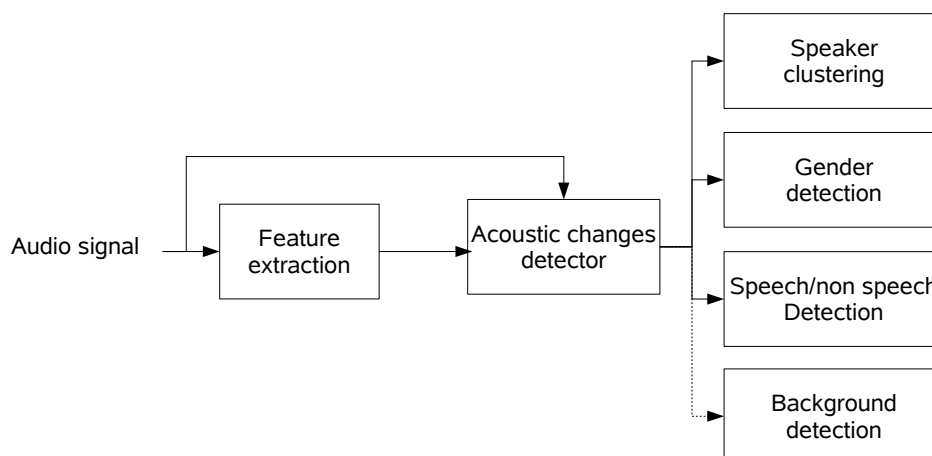 Speaker
clustering
Gender
detection
Audio signal
Feature
extraction
Acoustic changes
detector
Speech/non speech
Detection
Background
detection